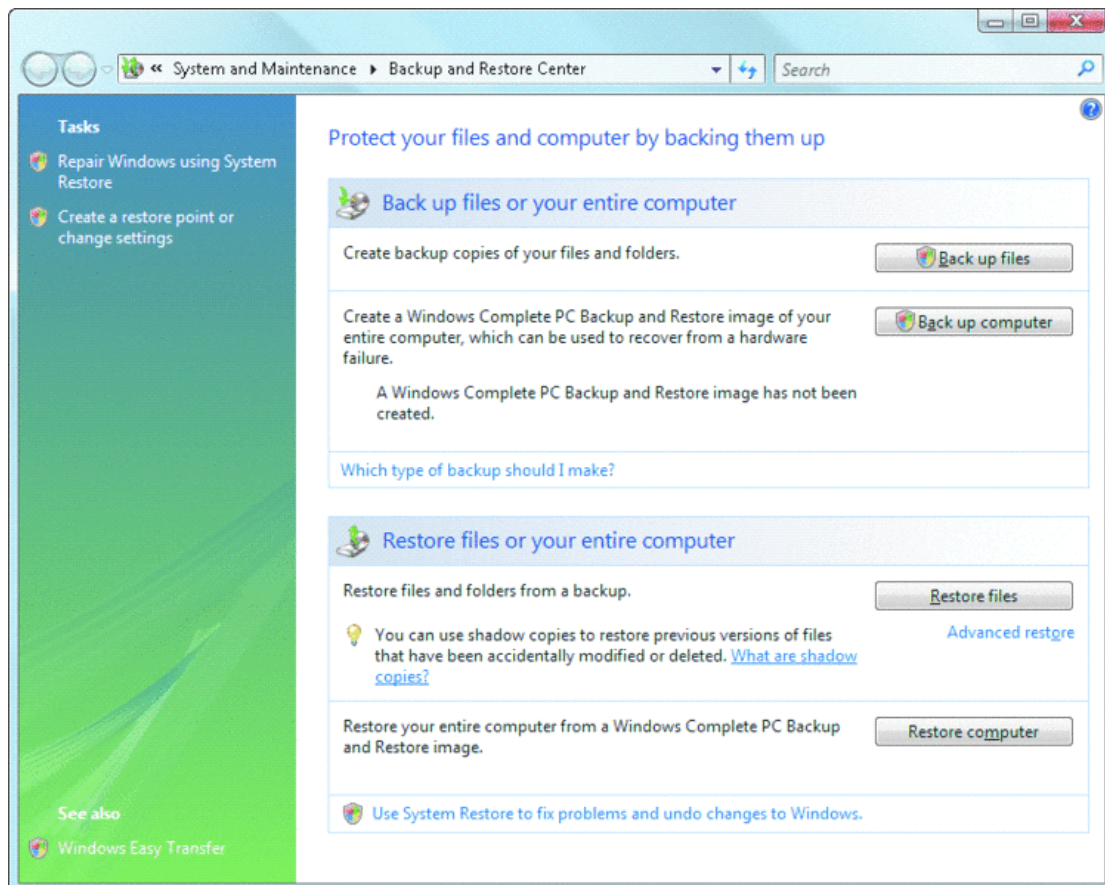 « System and Maintenance ▸ Backup and Restore Center
Search
Tasks
Repair Windows using System
Restore
Create a restore point or
change settings
See also
Windows Easy Transfer
Protect your files and computer by backing them up
Back up files or your entire computer
Create backup copies of your files and folders.
Back up files
Create a Windows Complete PC Backup and Restore image of your
entire computer, which can be used to recover from a hardware
failure.
Back up computer
A Windows Complete PC Backup and Restore image has not been
created.
Which type of backup should I make?
Restore files or your entire computer
Restore files and folders from a backup.
Restore files
You can use shadow copies to restore previous versions of files
that have been accidentally modified or deleted. What are shadow
copies?
Advanced restore
Restore your entire computer from a Windows Complete PC Backup
and Restore image.
Restore computer
Use System Restore to fix problems and undo changes to Windows.